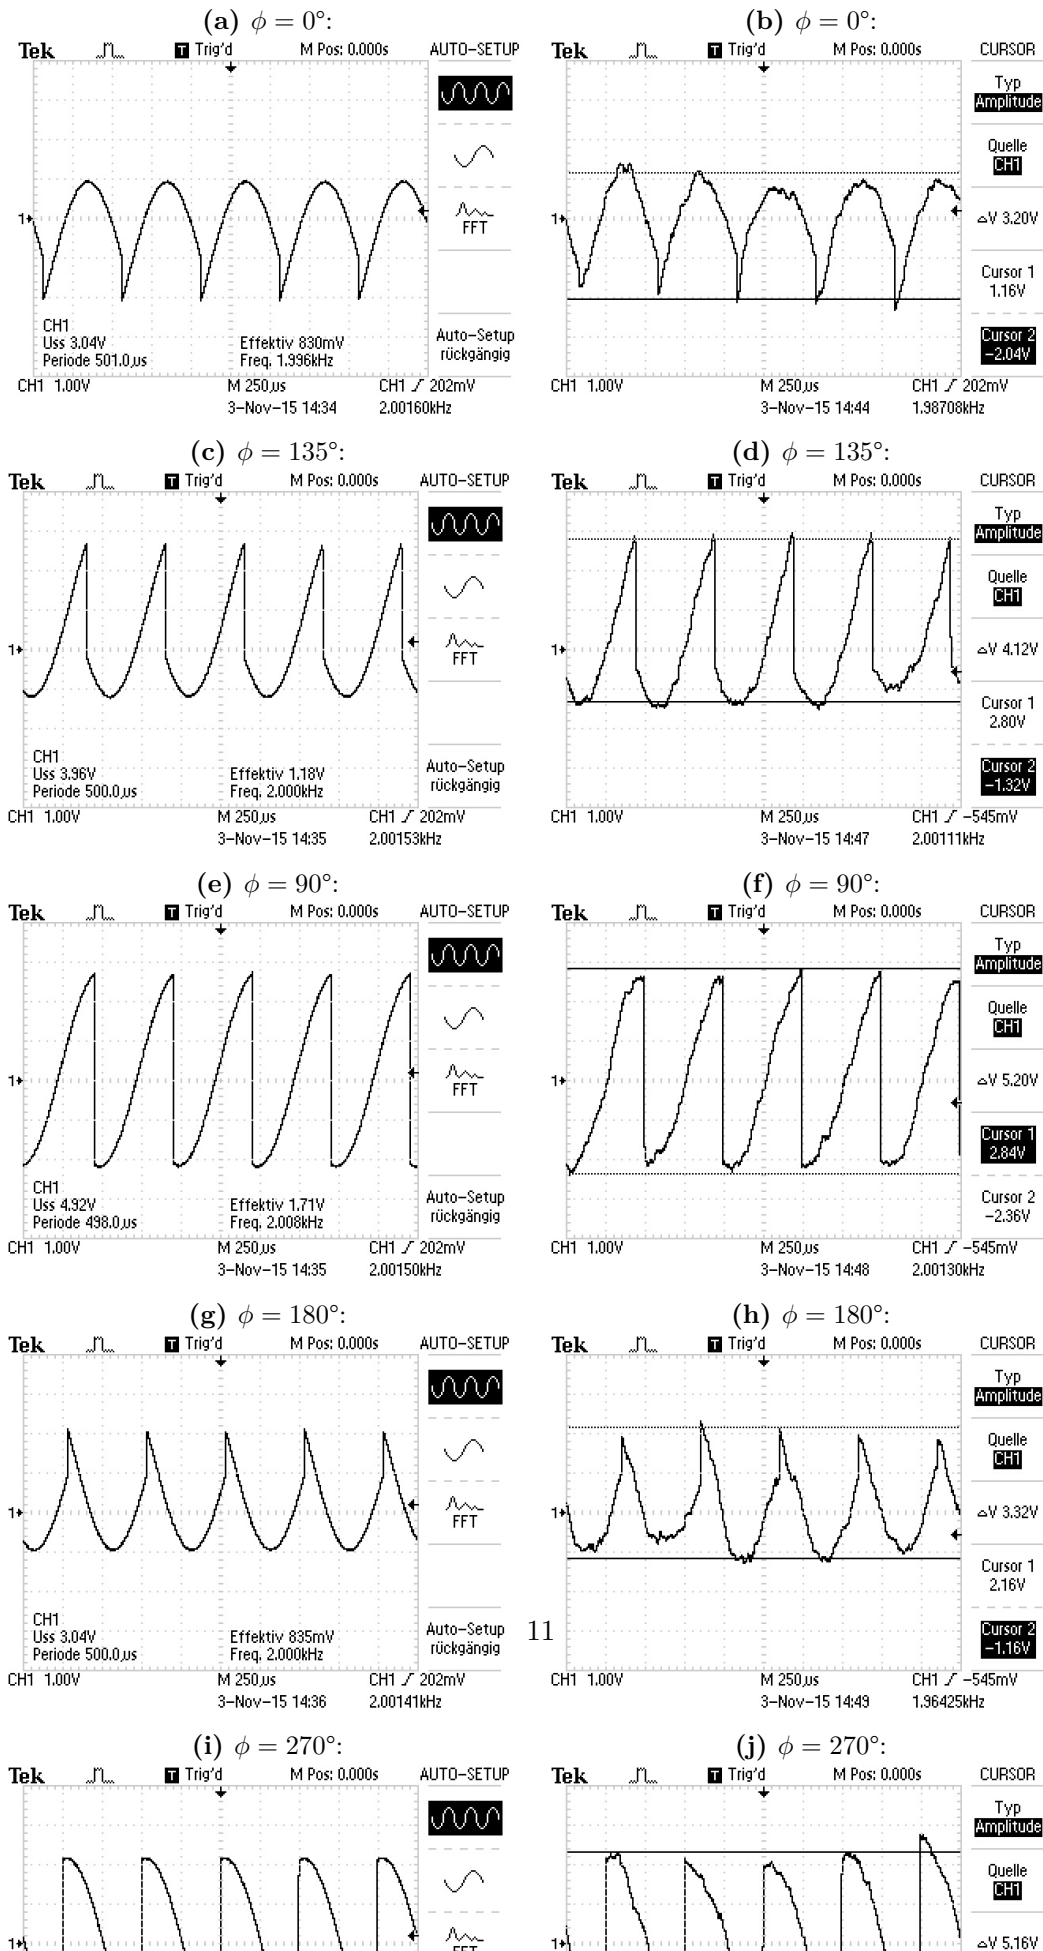 (a) ϕ = 0°: (b) ϕ = 0°:
Tek T Trig'd M Pos: 0.000s AUTO-SETUP
FFT
1
CH1
Uss 3.04V Effektiv 830mV
Periode 501.0µs Freq. 1.996kHz
Auto-Setup
rückgängig
CH1 1.00V M 250µs CH1 202mV
3-Nov-15 14:34 2.00160kHz
Tek T Trig'd M Pos: 0.000s CURSOR
Typ
Amplitude
Quelle
CH1
1
△V 3.20V
Cursor 1
1.16V
Cursor 2
-2.04V
CH1 1.00V M 250µs CH1 202mV
3-Nov-15 14:44 1.98708kHz
(c) ϕ = 135°: (d) ϕ = 135°:
Tek T Trig'd M Pos: 0.000s AUTO-SETUP
1
FFT
CH1
Uss 3.96V Effektiv 1.18V
Periode 500.0µs Freq. 2.000kHz
Auto-Setup
rückgängig
CH1 1.00V M 250µs CH1 202mV
3-Nov-15 14:35 2.00153kHz
Tek T Trig'd M Pos: 0.000s CURSOR
Typ
Amplitude
Quelle
CH1
1
△V 4.12V
Cursor 1
2.80V
Cursor 2
-1.32V
CH1 1.00V M 250µs CH1 -545mV
3-Nov-15 14:47 2.00111kHz
(e) ϕ = 90°: (f) ϕ = 90°:
Tek T Trig'd M Pos: 0.000s AUTO-SETUP
1
FFT
CH1
Uss 4.92V Effektiv 1.71V
Periode 498.0µs Freq. 2.008kHz
Auto-Setup
rückgängig
CH1 1.00V M 250µs CH1 202mV
3-Nov-15 14:35 2.00150kHz
Tek T Trig'd M Pos: 0.000s CURSOR
Typ
Amplitude
Quelle
CH1
1
△V 5.20V
Cursor 1
2.84V
Cursor 2
-2.36V
CH1 1.00V M 250µs CH1 -545mV
3-Nov-15 14:48 2.00130kHz
(g) ϕ = 180°: (h) ϕ = 180°:
Tek T Trig'd M Pos: 0.000s AUTO-SETUP
1
FFT
CH1
Uss 3.04V Effektiv 835mV
Periode 500.0µs Freq. 2.000kHz
Auto-Setup
rückgängig
CH1 1.00V M 250µs CH1 202mV
3-Nov-15 14:36 2.00141kHz
Tek T Trig'd M Pos: 0.000s CURSOR
Typ
Amplitude
Quelle
CH1
1
△V 3.32V
Cursor 1
2.16V
Cursor 2
-1.16V
CH1 1.00V M 250µs CH1 -545mV
3-Nov-15 14:49 1.96425kHz
11
(i) ϕ = 270°: (j) ϕ = 270°:
Tek T Trig'd M Pos: 0.000s AUTO-SETUP
1
FFT
Tek T Trig'd M Pos: 0.000s CURSOR
Typ
Amplitude
Quelle
CH1
1
△V 5.16V